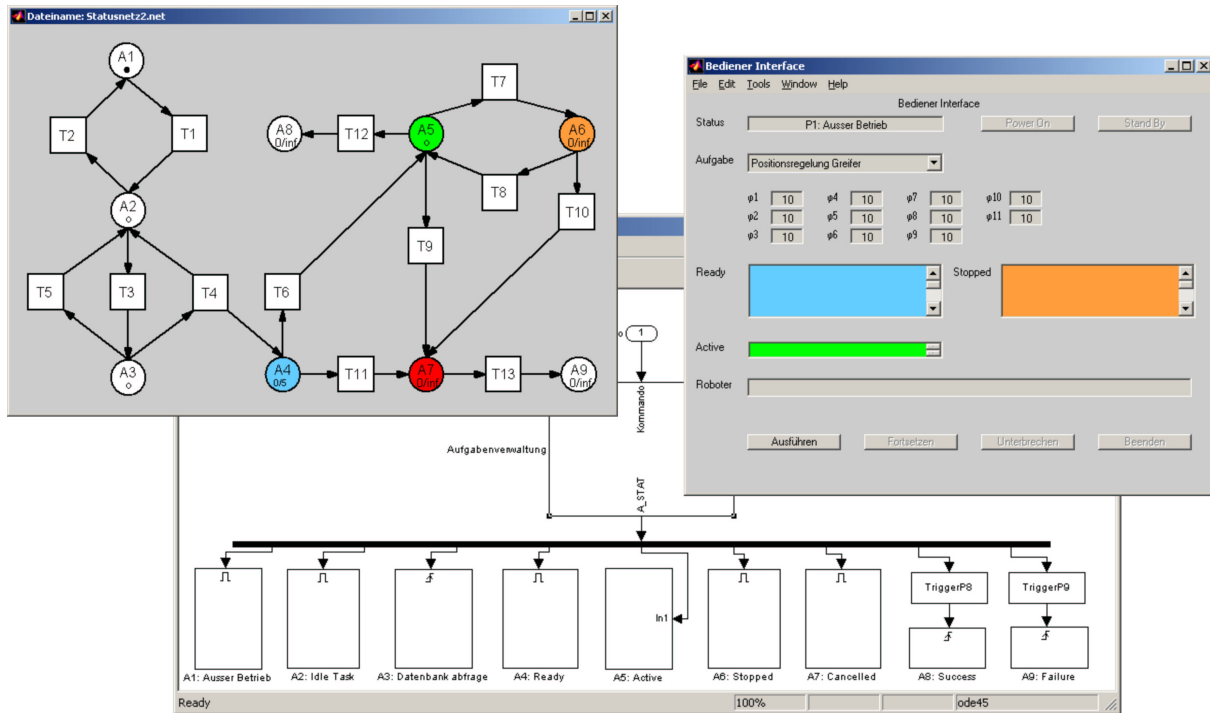 Dateiname: Statusnetz2.net
A1
T2
T1
A2
T5
T3
T4
A3
T7
A8
0/inf
T12
A5
A6
0/inf
T8
T10
T9
T6
A4
0/5
T11
A7
0/inf
T13
A9
0/inf
Bediener Interface
File Edit Tools Window Help
Bediener Interface
Status P1: Ausser Betrieb Power On Stand By
Aufgabe Positionsregelung Greifer
φ1 10 φ4 10 φ7 10 φ10 10
φ2 10 φ5 10 φ8 10 φ11 10
φ3 10 φ6 10 φ9 10
Ready Stopped
Active
Roboter
Ausführen Fortsetzen Unterbrechen Beenden
1
Kommando
Aufgabenverwaltung
A_STAT
In1
TriggerP8 TriggerP9
A1: Ausser Betrieb A2: Idle Task A3: Datenbank abfrage A4: Ready A5: Active A6: Stopped A7: Cancelled A8: Success A9: Failure
Ready 100% ode45